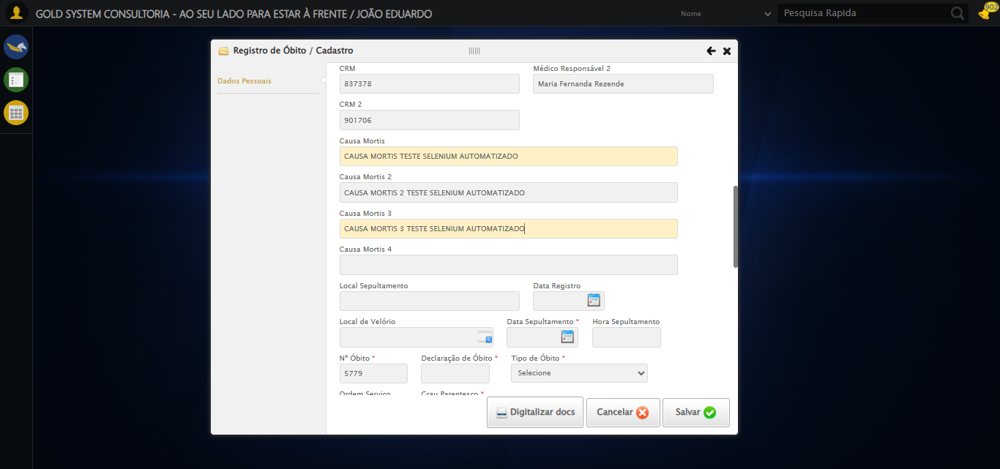 GOLD SYSTEM CONSULTORIA - AO SEU LADO PARA ESTAR À FRENTE / JOÃO EDUARDO
Nome
Pesquisa Rapida
902
Registro de Óbito / Cadastro
Dados Pessoais
CRM
Médico Responsável 2
837378
Maria Fernanda Rezende
CRM 2
901706
Causa Mortis
CAUSA MORTIS TESTE SELENIUM AUTOMATIZADO
Causa Mortis 2
CAUSA MORTIS 2 TESTE SELENIUM AUTOMATIZADO
Causa Mortis 3
CAUSA MORTIS 3 TESTE SELENIUM AUTOMATIZADO
Causa Mortis 4
Local Sepultamento
Data Registro
Local de Velório
Data Sepultamento *
Hora Sepultamento
Nº Óbito *
Declaração de Óbito *
Tipo de Óbito *
5779
Selecione
Ordem Serviço
Grau Parentesco *
Digitalizar docs
Cancelar
Salvar